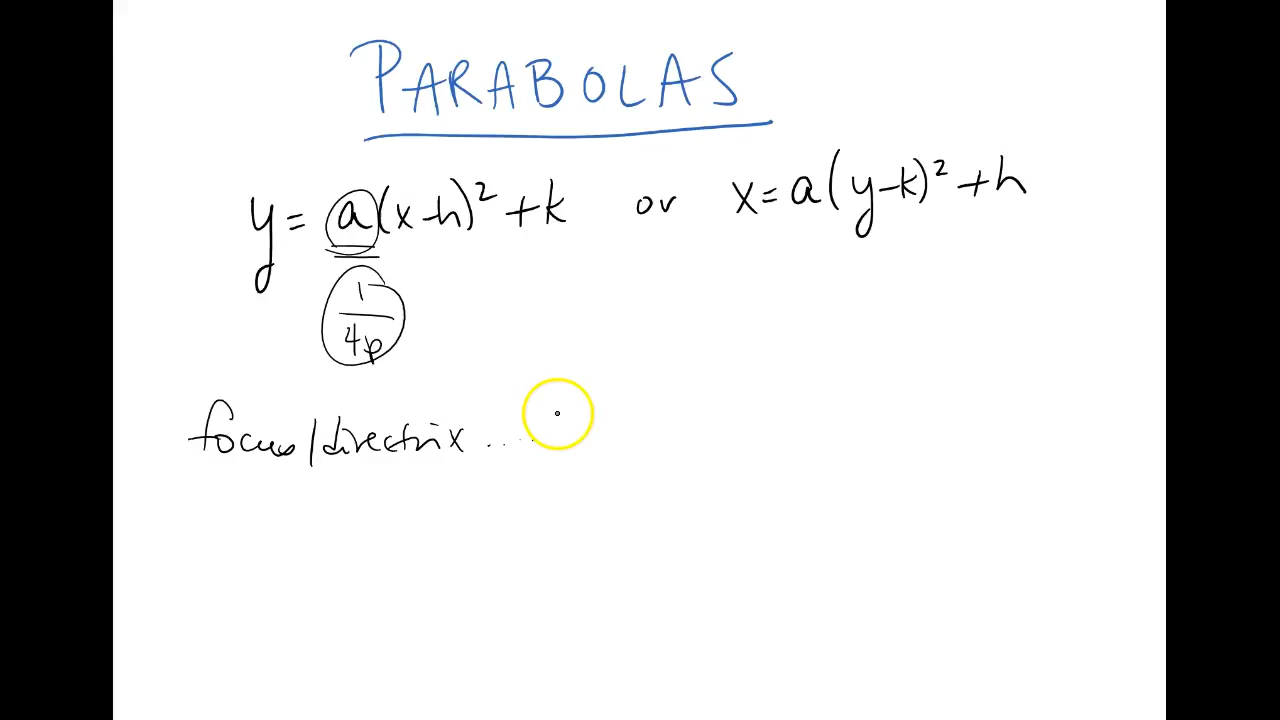 PARABOLAS
y = a(x-h)² + k or x = a(y-k)² + h
1
4p
focus/directrix ....